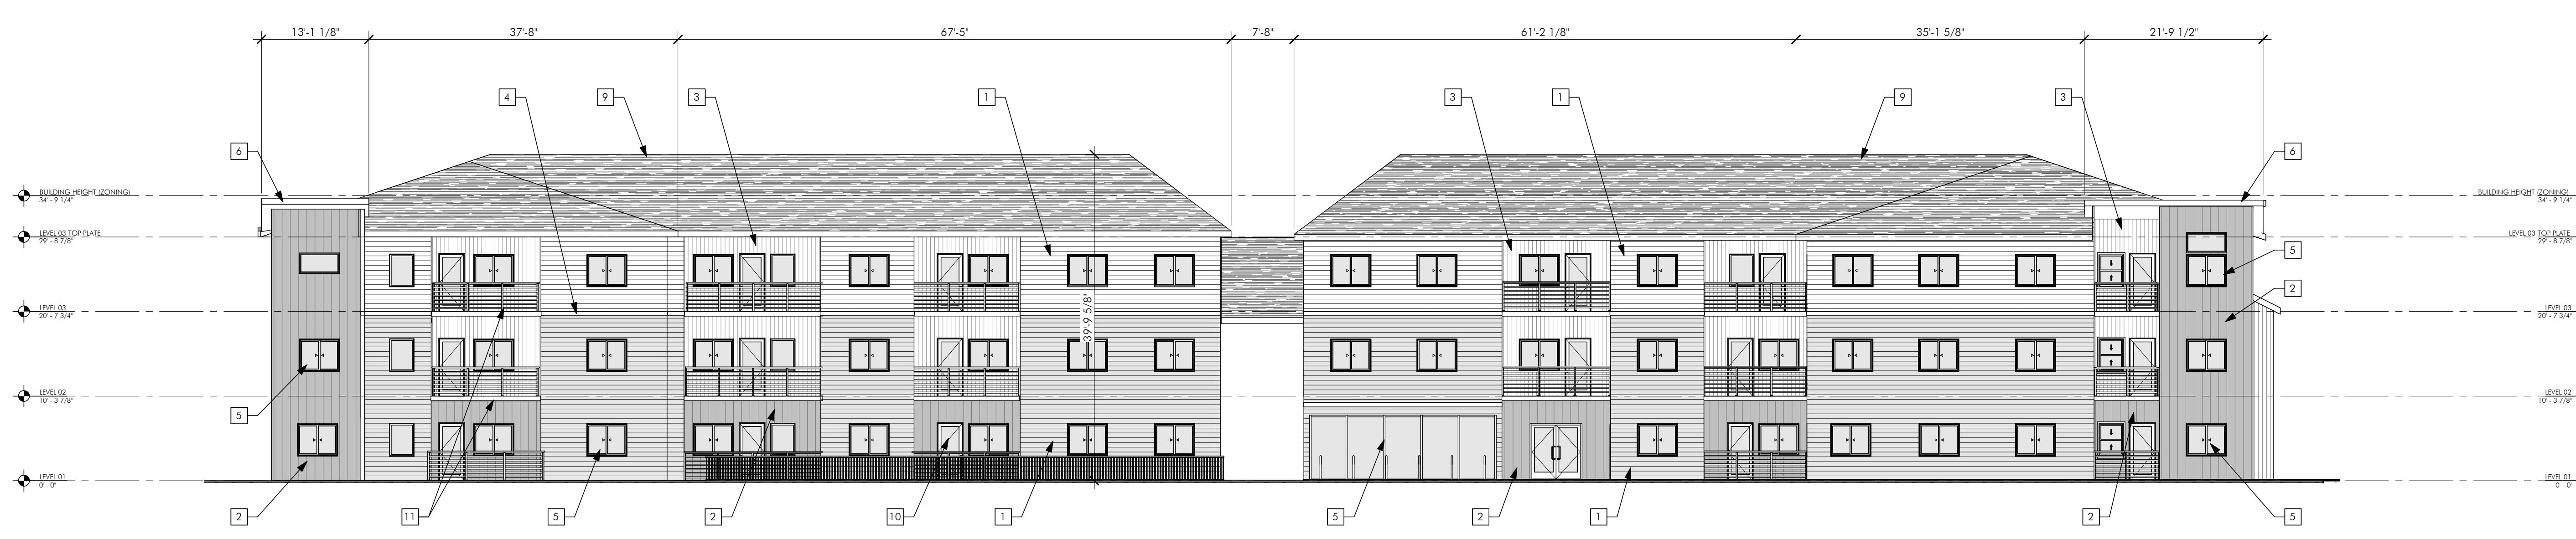 13'-1 1/8"
37'-8"
67'-5"
7'-8"
61'-2 1/8"
35'-1 5/8"
21'-9 1/2"
4
9
3
1
3
1
9
3
6
6
BUILDING HEIGHT (ZONING)
34' - 9 1/4"
BUILDING HEIGHT (ZONING)
34' - 9 1/4"
LEVEL 03 TOP PLATE
29' - 8 7/8"
LEVEL 03 TOP PLATE
29' - 8 7/8"
5
2
LEVEL 03
20' - 7 3/4"
39'-9 5/8"
LEVEL 03
20' - 7 3/4"
LEVEL 02
10' - 3 7/8"
LEVEL 02
10' - 3 7/8"
5
LEVEL 01
0' - 0"
LEVEL 01
0' - 0"
2
11
5
2
10
1
5
2
1
2
5